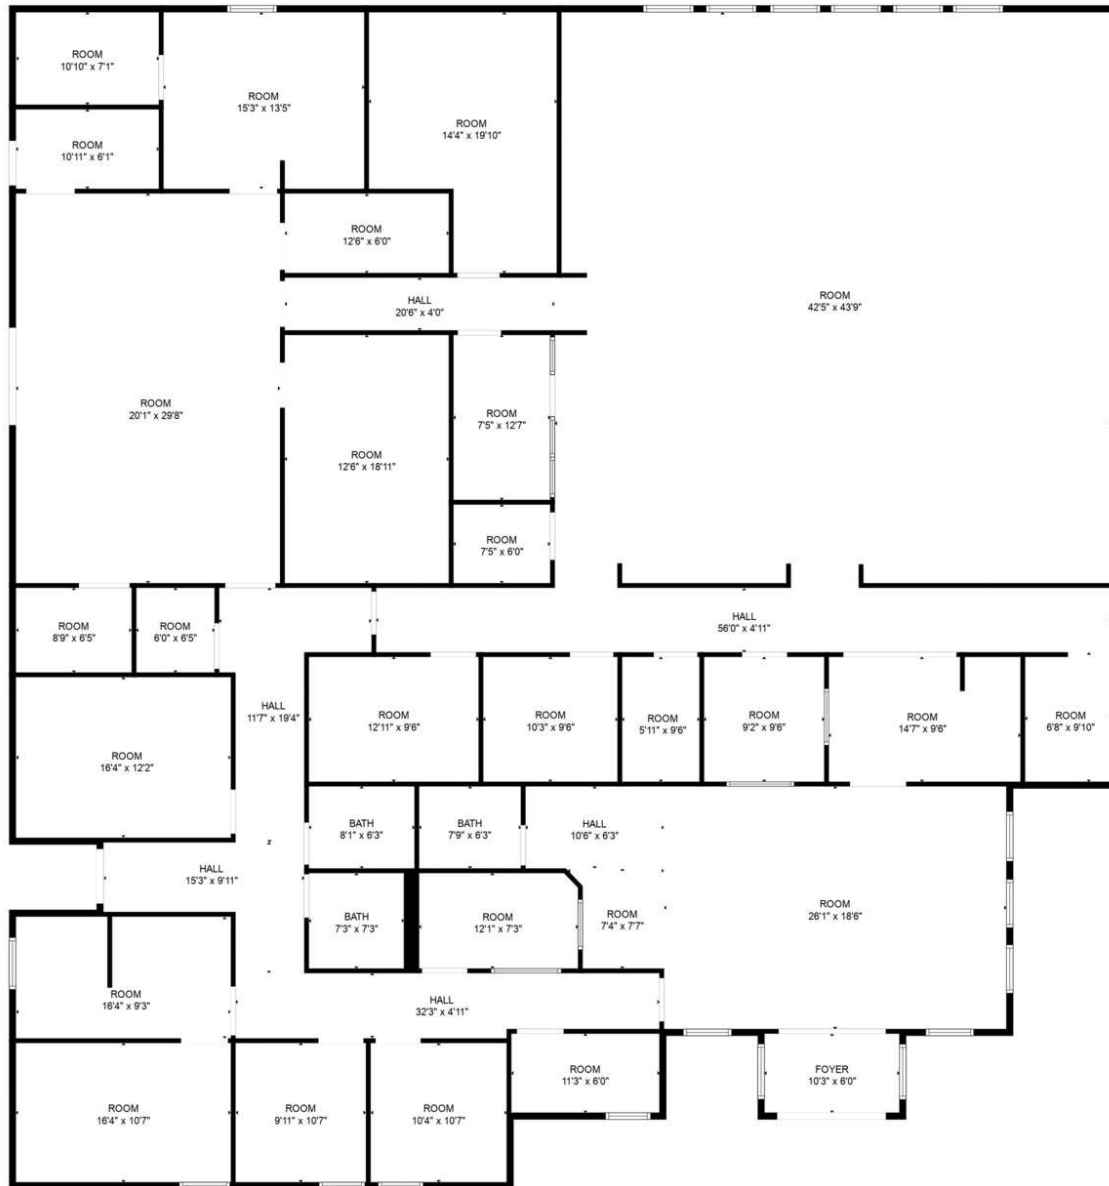 ROOM
10'10" x 7'1"
ROOM
15'3" x 13'5"
ROOM
14'4" x 19'10"
ROOM
10'11" x 6'1"
ROOM
12'6" x 6'0"
HALL
20'6" x 4'0"
ROOM
42'5" x 43'9"
ROOM
20'1" x 29'8"
ROOM
7'5" x 12'7"
ROOM
12'6" x 18'11"
ROOM
7'5" x 6'0"
ROOM
8'9" x 6'5"
ROOM
6'0" x 6'5"
HALL
56'0" x 4'11"
HALL
11'7" x 19'4"
ROOM
12'11" x 9'6"
ROOM
10'3" x 9'6"
ROOM
5'11" x 9'6"
ROOM
9'2" x 9'6"
ROOM
14'7" x 9'6"
ROOM
6'8" x 9'10"
ROOM
16'4" x 12'2"
BATH
8'1" x 6'3"
BATH
7'9" x 6'3"
HALL
10'6" x 6'3"
HALL
15'3" x 9'11"
BATH
7'3" x 7'3"
ROOM
12'1" x 7'3"
ROOM
7'4" x 7'7"
ROOM
26'1" x 18'6"
ROOM
16'4" x 9'3"
HALL
32'3" x 4'11"
ROOM
11'3" x 6'0"
FOYER
10'3" x 6'0"
ROOM
16'4" x 10'7"
ROOM
9'11" x 10'7"
ROOM
10'4" x 10'7"